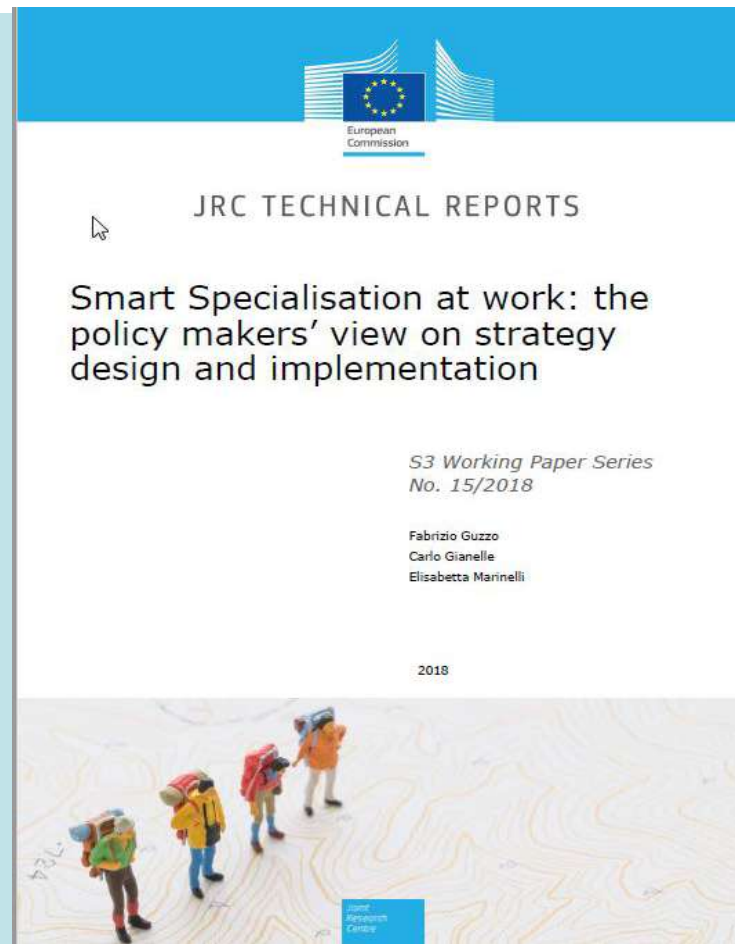 European
Commission
JRC TECHNICAL REPORTS
Smart Specialisation at work: the
policy makers' view on strategy
design and implementation
S3 Working Paper Series
No. 15/2018
Fabrizio Guzzo
Carlo Gianelle
Elisabetta Marinelli
2018
724
Joint
Research
Centre